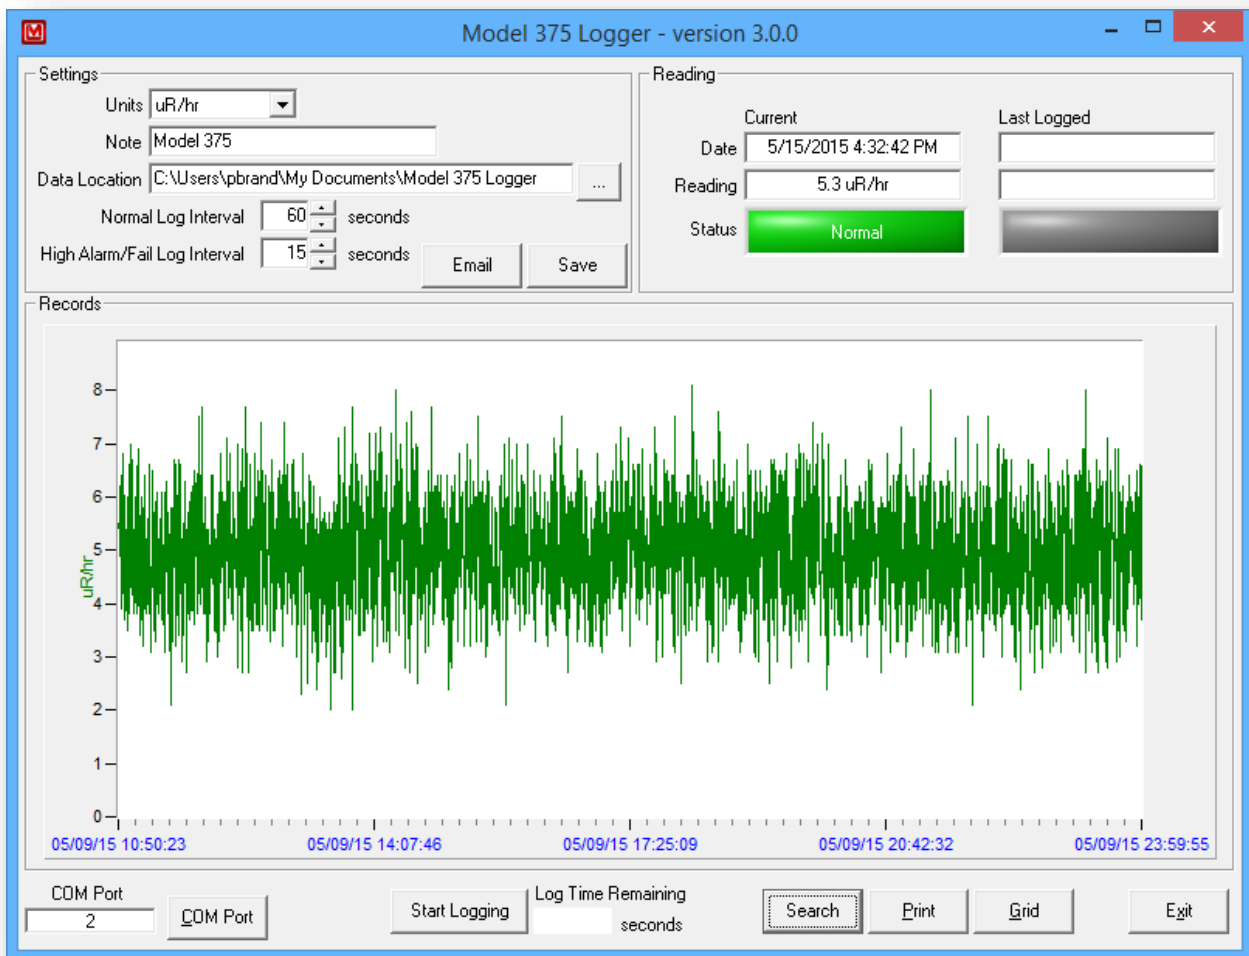 Model 375 Logger - version 3.0.0
Settings
Units uR/hr
Note Model 375
Data Location C:\Users\pbrand\My Documents\Model 375 Logger ...
Normal Log Interval 60 seconds
High Alarm/Fail Log Interval 15 seconds
Email Save
Reading
Current Last Logged
Date 5/15/2015 4:32:42 PM
Reading 5.3 uR/hr
Status Normal
Records
8
7
6
5
4
3
2
1
0
uR/hr
05/09/15 10:50:23 05/09/15 14:07:46 05/09/15 17:25:09 05/09/15 20:42:32 05/09/15 23:59:55
COM Port
2
COM Port
Start Logging
Log Time Remaining
seconds
Search Print Grid Exit